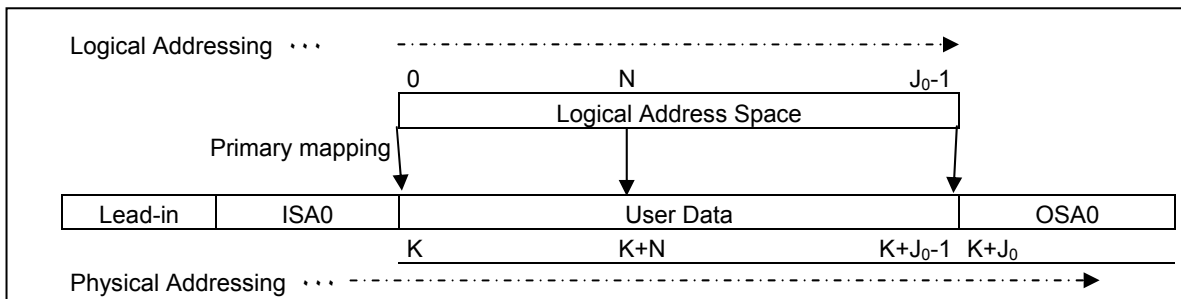 Logical Addressing ···
0 N J₀-1
Logical Address Space
Primary mapping
Lead-in ISA0 User Data OSA0
K K+N K+J₀-1 K+J₀
Physical Addressing ···